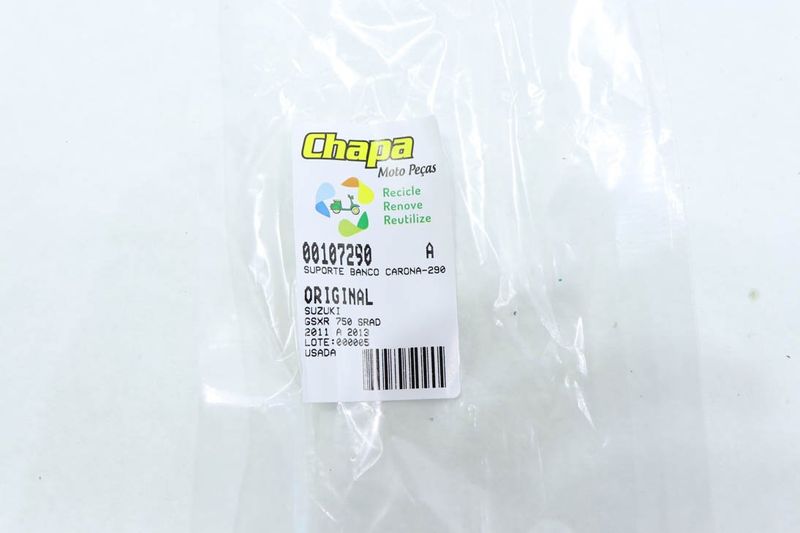 Chapa
Moto Peças
Recicle
Renove
Reutilize
00107290 A
SUPORTE BANCO CARONA-290
ORIGINAL
SUZUKI
GSXR 750 SRAD
2011 A 2013
LOTE:000005
USADA